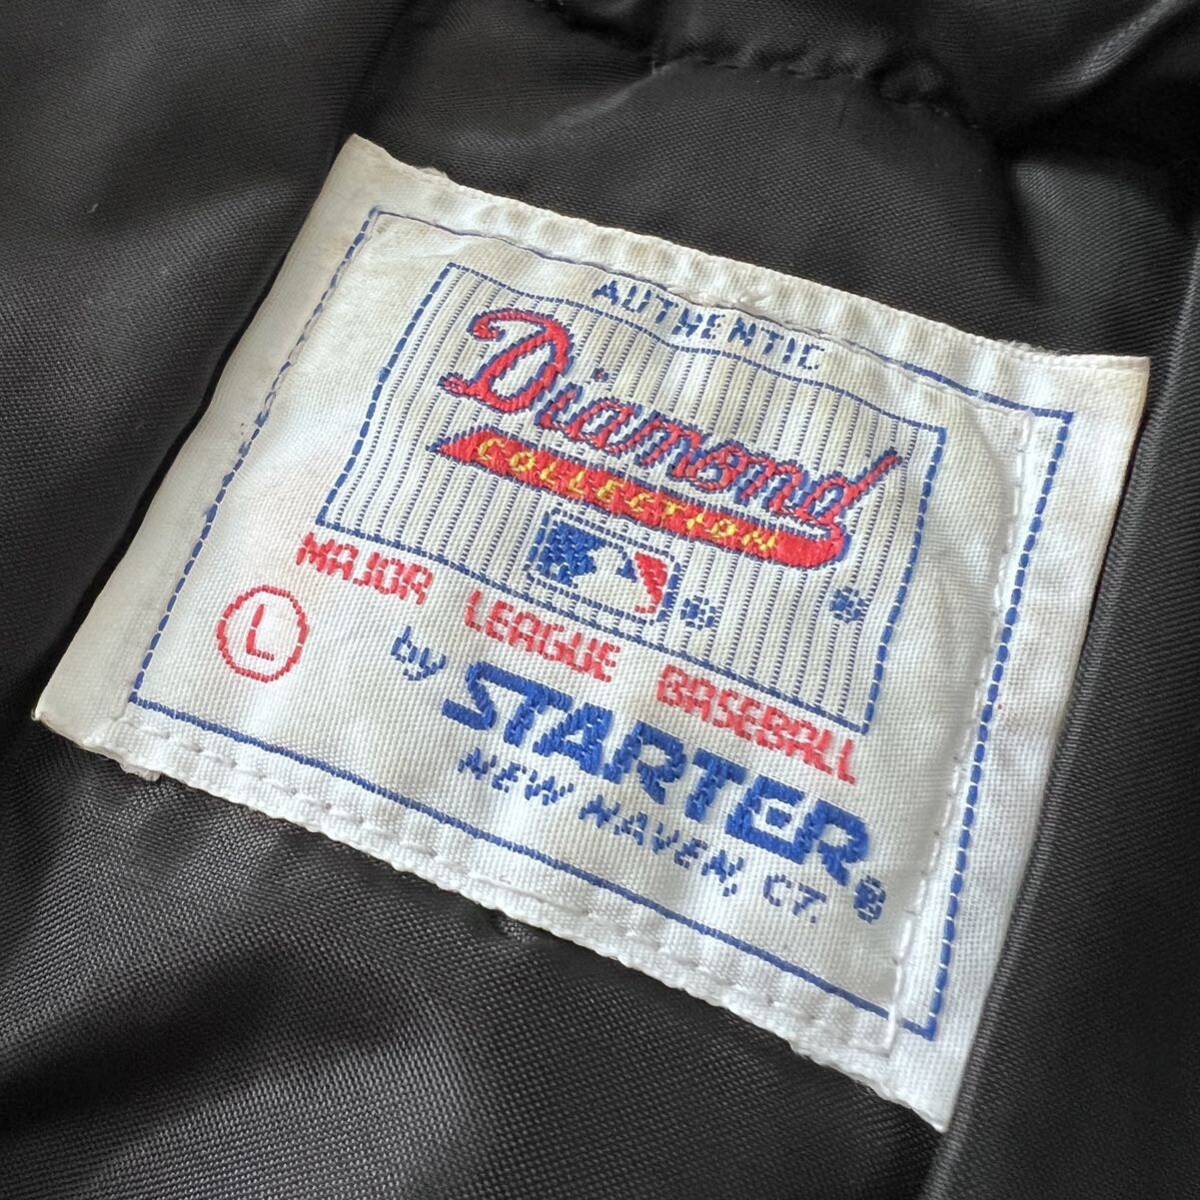 AUTHENTIC
Diamond
COLLECTION
MAJOR LEAGUE BASEBALL
L
by STARTER®
NEW HAVEN, CT.